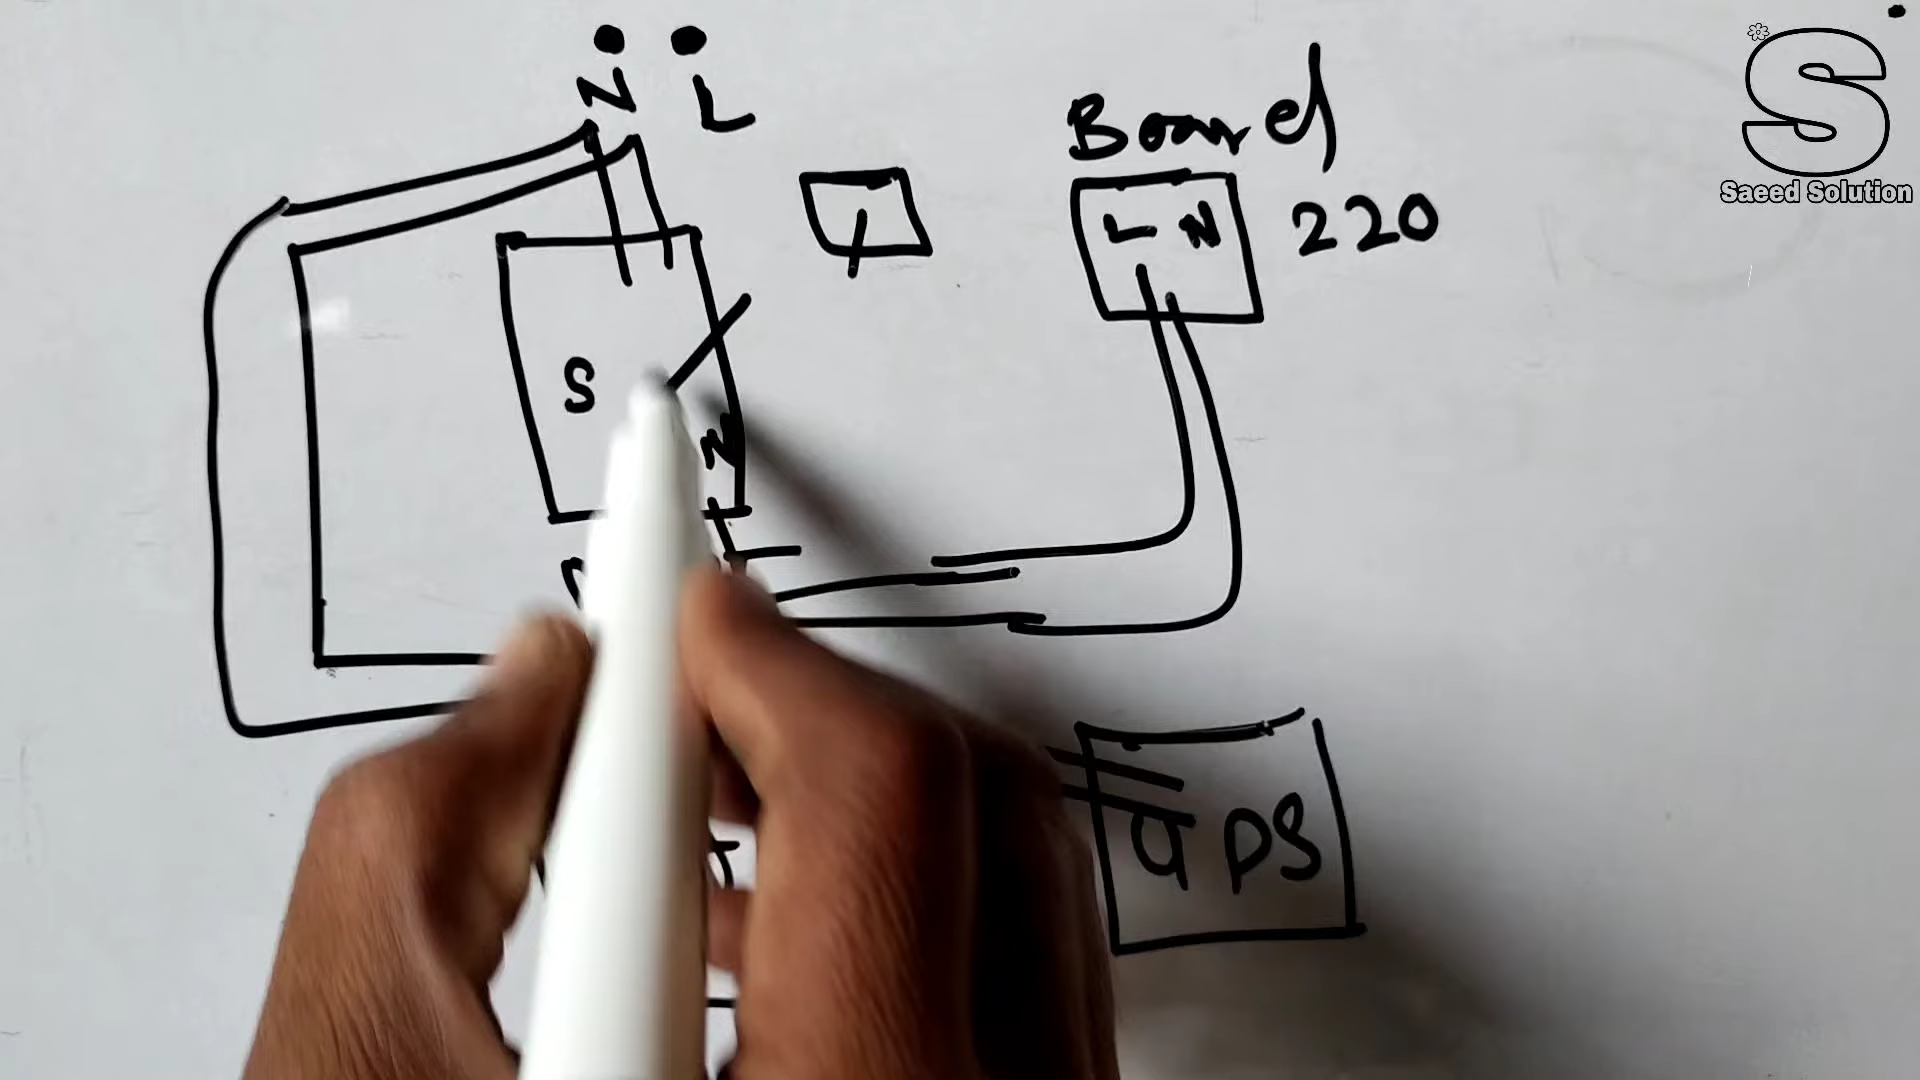 N L
Board
L N 220
S
Saeed Solution
S
N
UPS